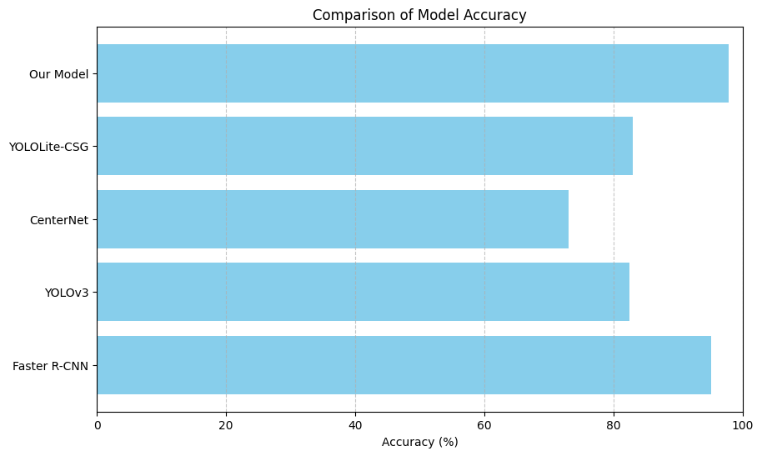 Comparison of Model Accuracy
Our Model
YOLOLite-CSG
CenterNet
YOLOv3
Faster R-CNN
0 20 40 60 80 100
Accuracy (%)